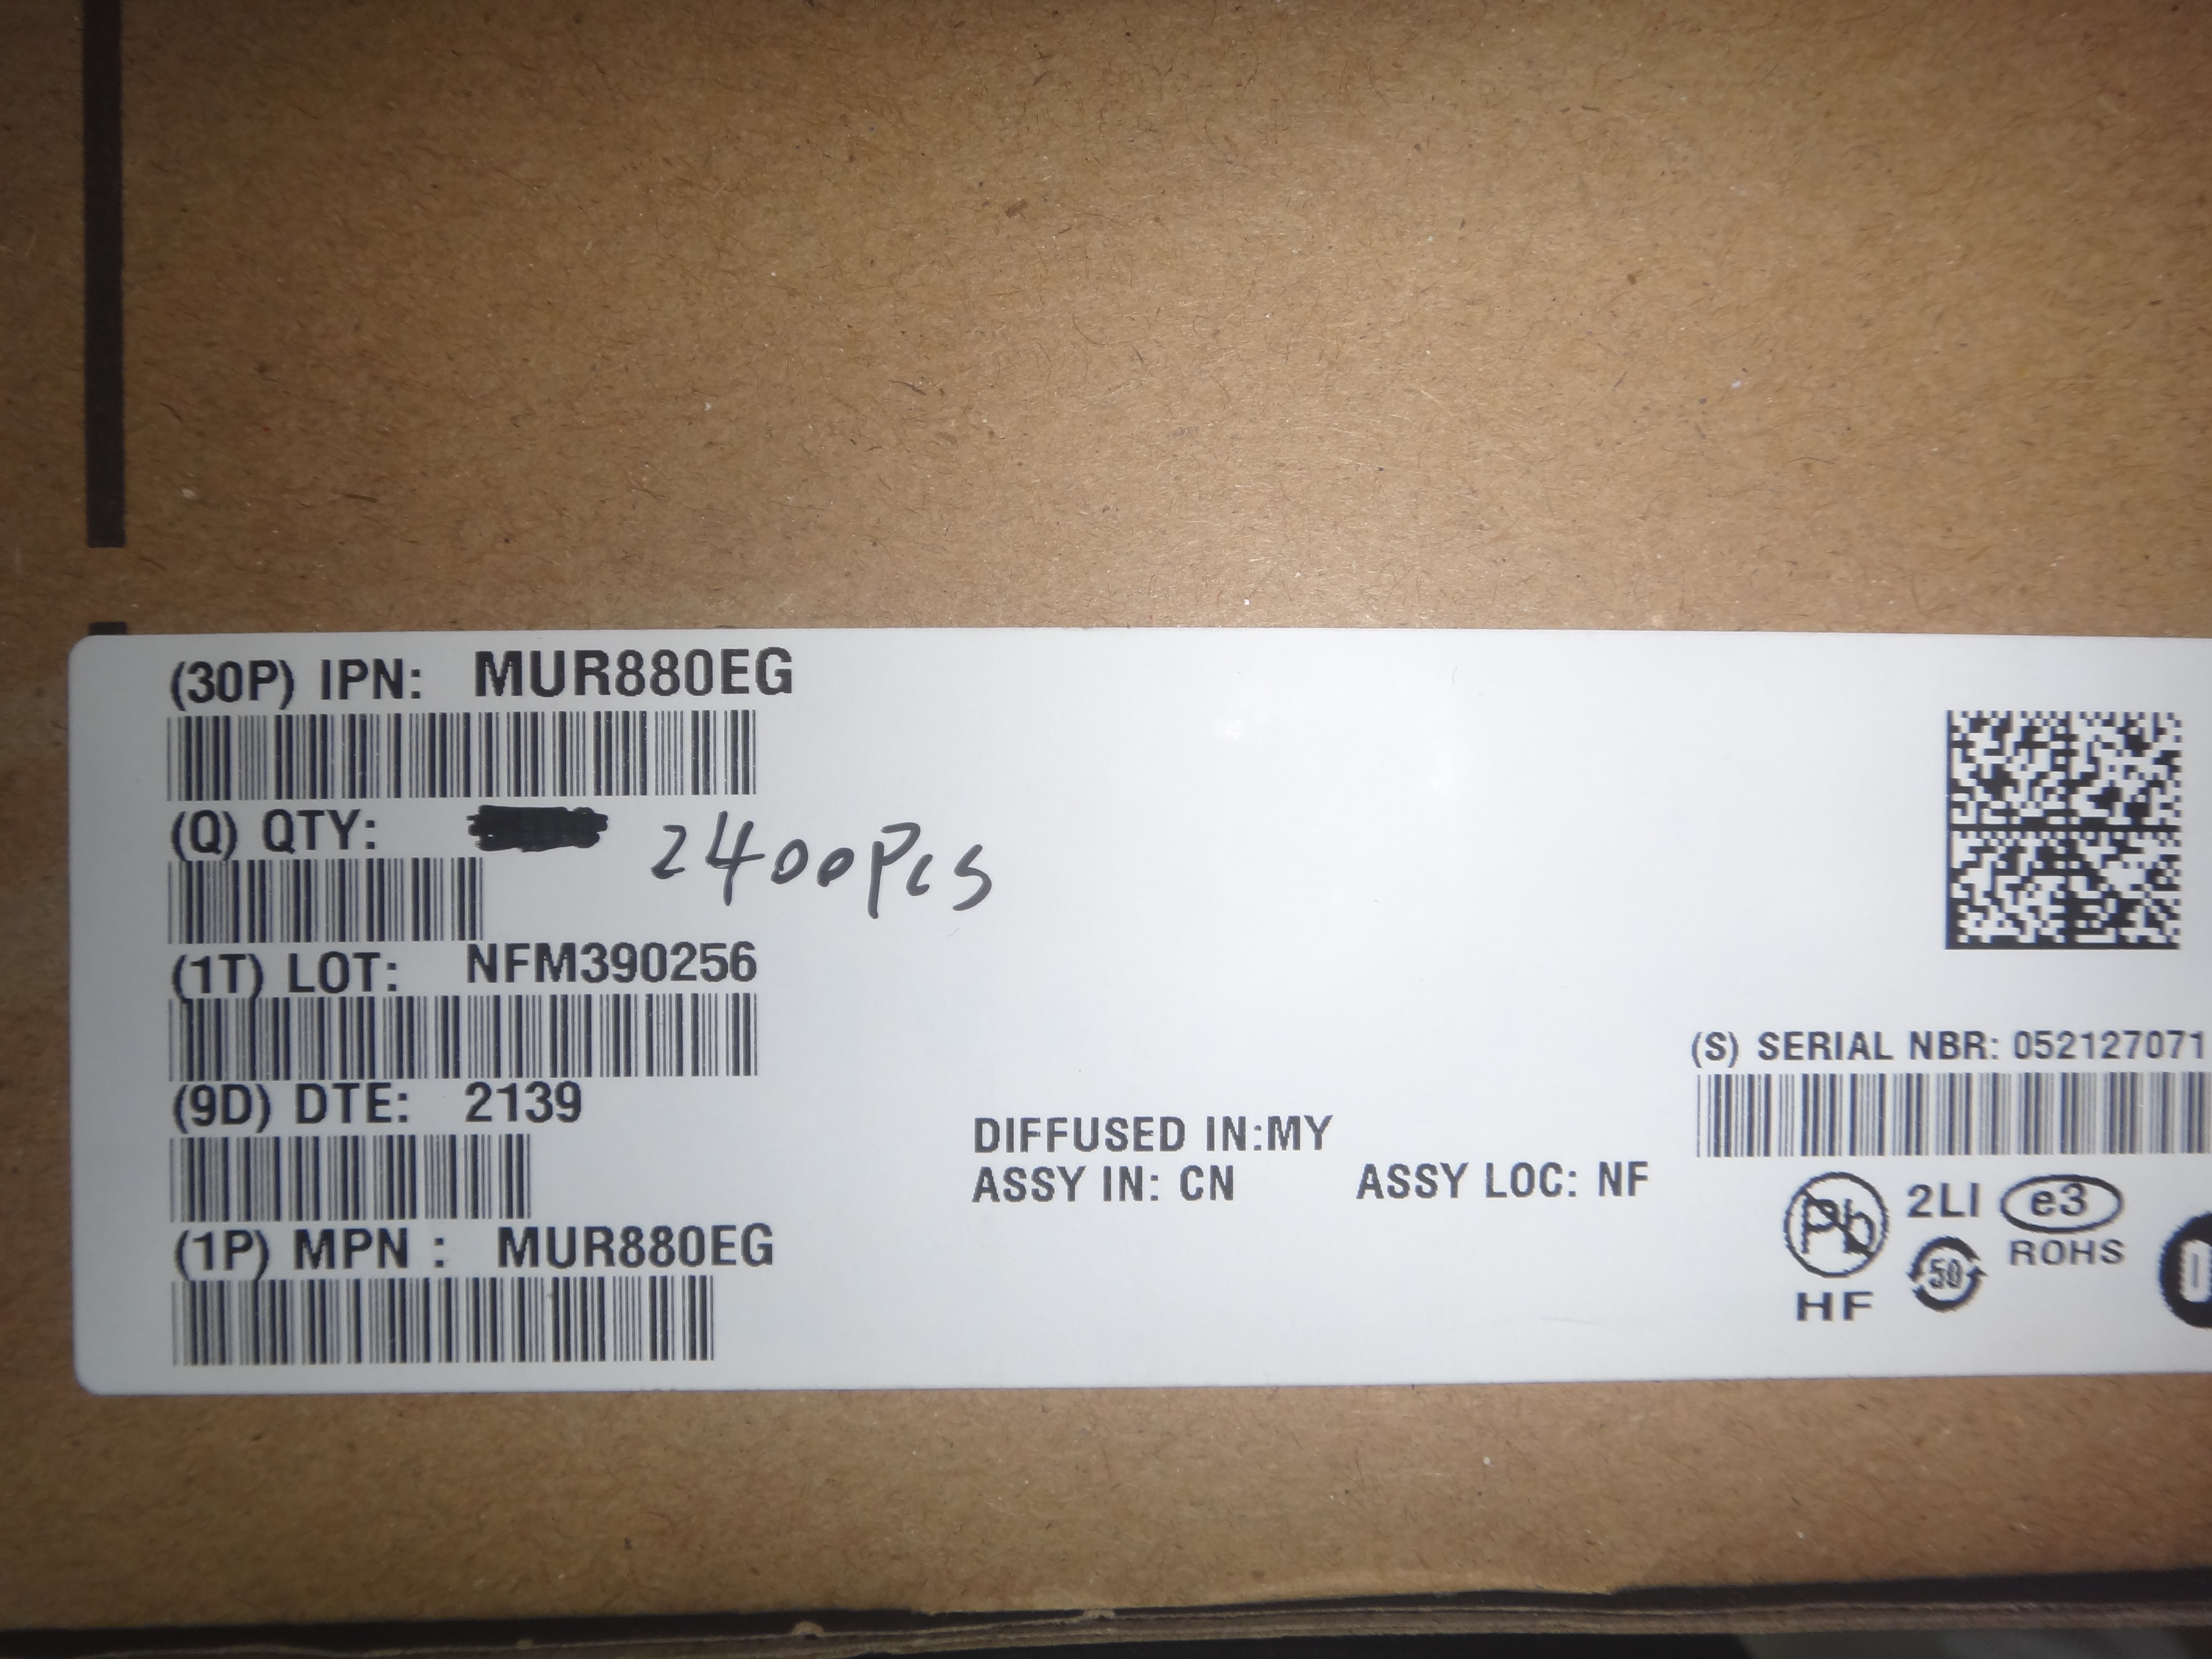 (30P) IPN: MUR880EG
(Q) QTY: 2400Pcs
(1T) LOT: NFM390256
(9D) DTE: 2139
(1P) MPN : MUR880EG
DIFFUSED IN:MY
ASSY IN: CN ASSY LOC: NF
(S) SERIAL NBR: 052127071
Pb 2LI e3
50 ROHS
HF